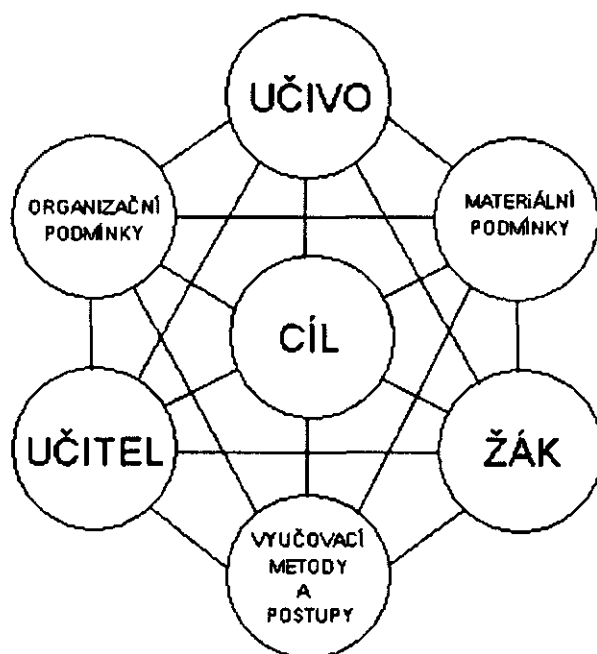 UČIVO
ORGANIZAČNÍ
PODMÍNKY
MATERIÁLNÍ
PODMÍNKY
CÍL
UČITEL
ŽÁK
VYUČOVACÍ
METODY
A
POSTUPY